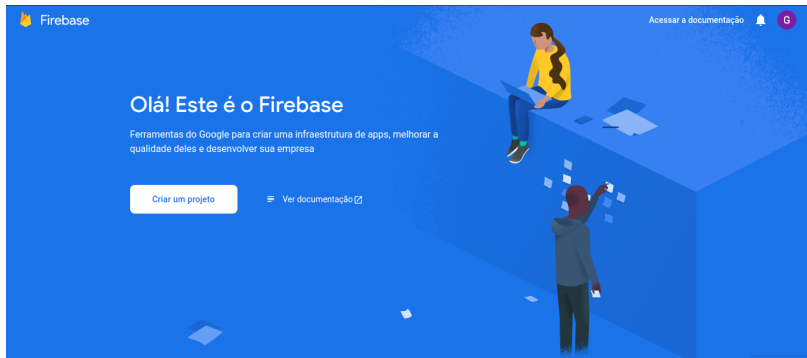 Firebase
Acessar a documentação
G
Olá! Este é o Firebase
Ferramentas do Google para criar uma infraestrutura de apps, melhorar a
qualidade deles e desenvolver sua empresa
Criar um projeto
Ver documentação